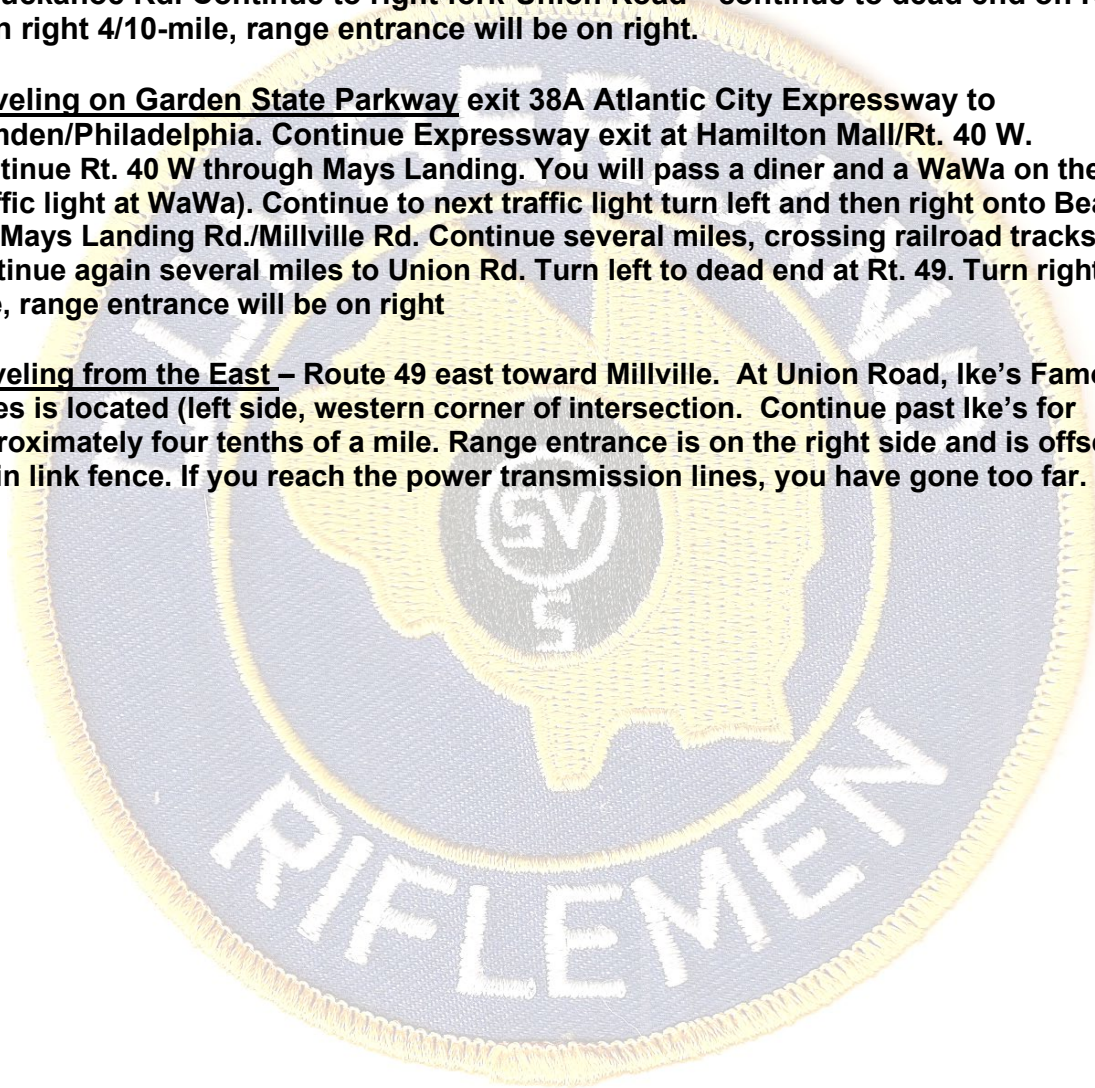 Rd. Continue to right fork Union Road – continue to dead end on
right 4/10-mile, range entrance will be on right.
veling on Garden State Parkway exit 38A Atlantic City Expressway to
nden/Philadelphia. Continue Expressway exit at Hamilton Mall/Rt. 40 W.
tinue Rt. 40 W through Mays Landing. You will pass a diner and a WaWa on the
ffic light at WaWa). Continue to next traffic light turn left and then right onto Bea
Mays Landing Rd./Millville Rd. Continue several miles, crossing railroad tracks
tinue again several miles to Union Rd. Turn left to dead end at Rt. 49. Turn right
, range entrance will be on right
veling from the East – Route 49 east toward Millville. At Union Road, Ike's Fam
es is located (left side, western corner of intersection. Continue past Ike's for
roximately four tenths of a mile. Range entrance is on the right side and is offs
in link fence. If you reach the power transmission lines, you have gone too far.
CUMBERLAND
SV
S
RIFLEMEN